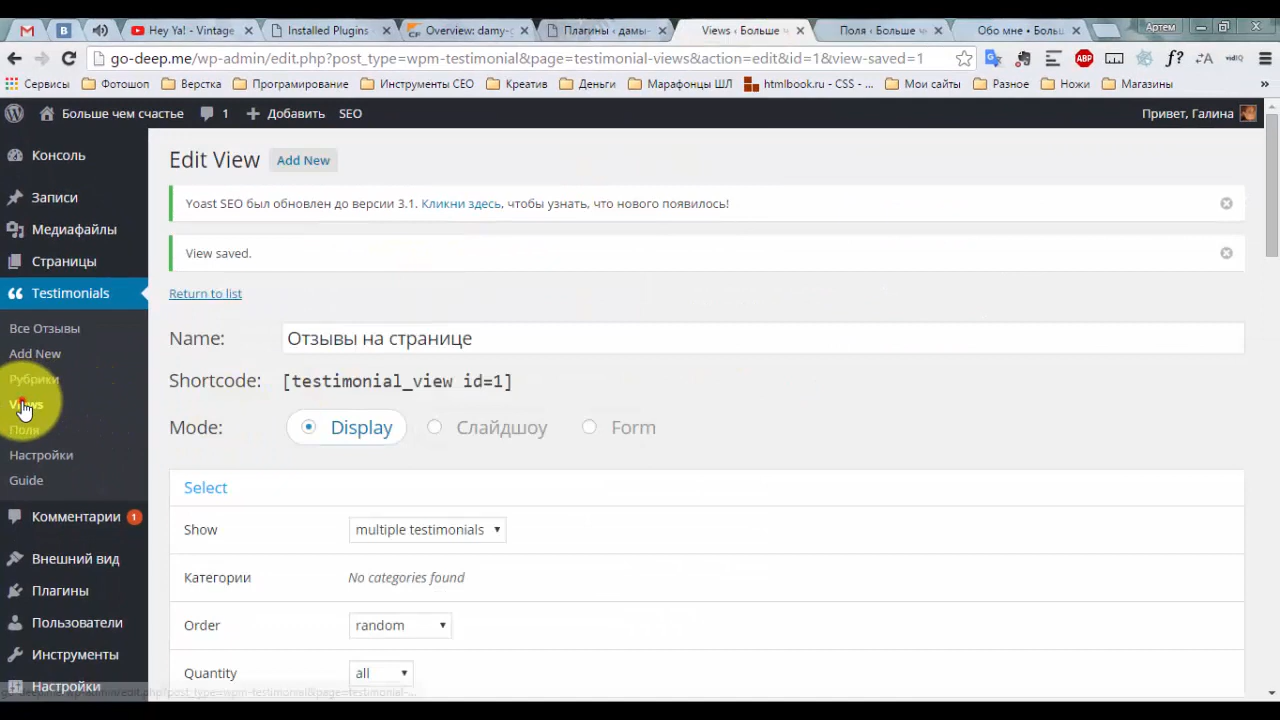 Артем
Hey Ya! - Vintage
Installed Plugins ‹
Overview: damy-g
Плагины ‹ дамы-
Views ‹ Больше ч
Поля ‹ Больше че
Обо мне • Больш
go-deep.me/wp-admin/edit.php?post_type=wpm-testimonial&page=testimonial-views&action=edit&id=1&view-saved=1
Сервисы
Фотошоп
Верстка
Программирование
Инструменты СЕО
Креатив
Деньги
Марафонцы ШЛ
htmlbook.ru - CSS - ...
Мои сайты
Разное
Ножи
Магазины
»
Больше чем счастье
1
Добавить
SEO
Привет, Галина
Консоль
Записи
Медиафайлы
Страницы
Testimonials
Все Отзывы
Add New
Рубрики
Views
Поля
Настройки
Guide
Комментарии 1
Внешний вид
Плагины
Пользователи
Инструменты
Настройки
Edit View
Add New
Yoast SEO был обновлен до версии 3.1. Кликни здесь, чтобы узнать, что нового появилось!
View saved.
Return to list
Name: Отзывы на странице
Shortcode: [testimonial_view id=1]
Mode: Display Слайдшоу Form
Select
Show multiple testimonials
Категории No categories found
Order random
Quantity all